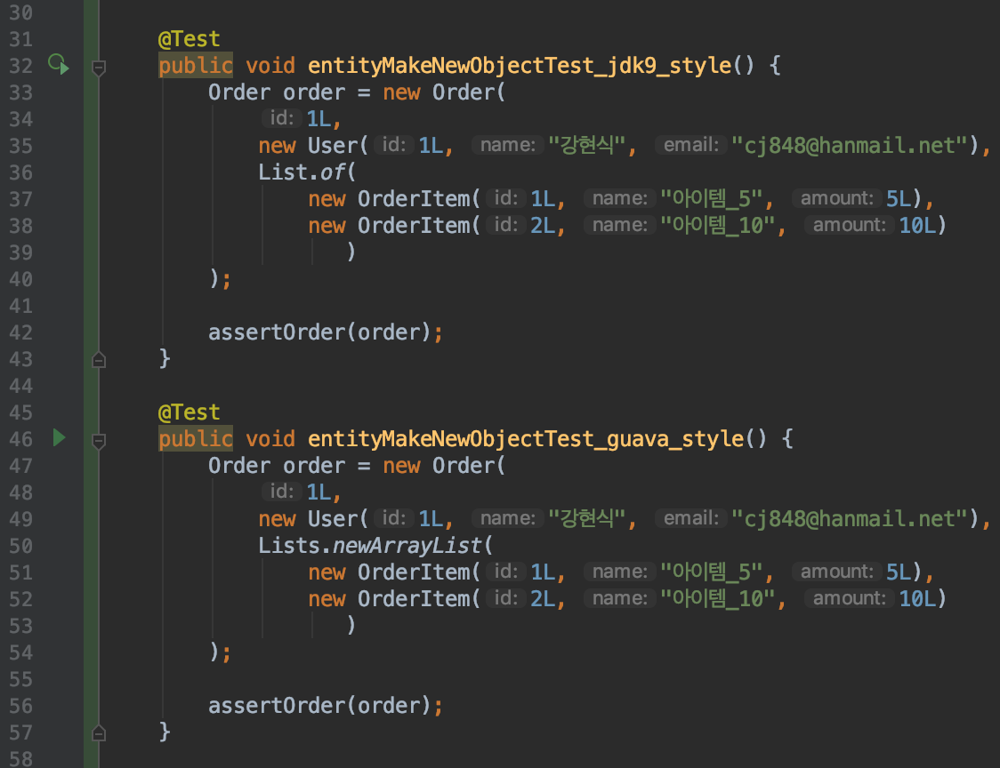 30
31 @Test
32 public void entityMakeNewObjectTest_jdk9_style() {
33 Order order = new Order(
34 id: 1L,
35 new User( id: 1L, name: "강현식", email: "cj848@hanmail.net"),
36 List.of(
37 new OrderItem( id: 1L, name: "아이템_5", amount: 5L),
38 new OrderItem( id: 2L, name: "아이템_10", amount: 10L)
39 )
40 );
41
42 assertOrder(order);
43 }
44
45 @Test
46 public void entityMakeNewObjectTest_guava_style() {
47 Order order = new Order(
48 id: 1L,
49 new User( id: 1L, name: "강현식", email: "cj848@hanmail.net"),
50 Lists.newArrayList(
51 new OrderItem( id: 1L, name: "아이템_5", amount: 5L),
52 new OrderItem( id: 2L, name: "아이템_10", amount: 10L)
53 )
54 );
55
56 assertOrder(order);
57 }
58